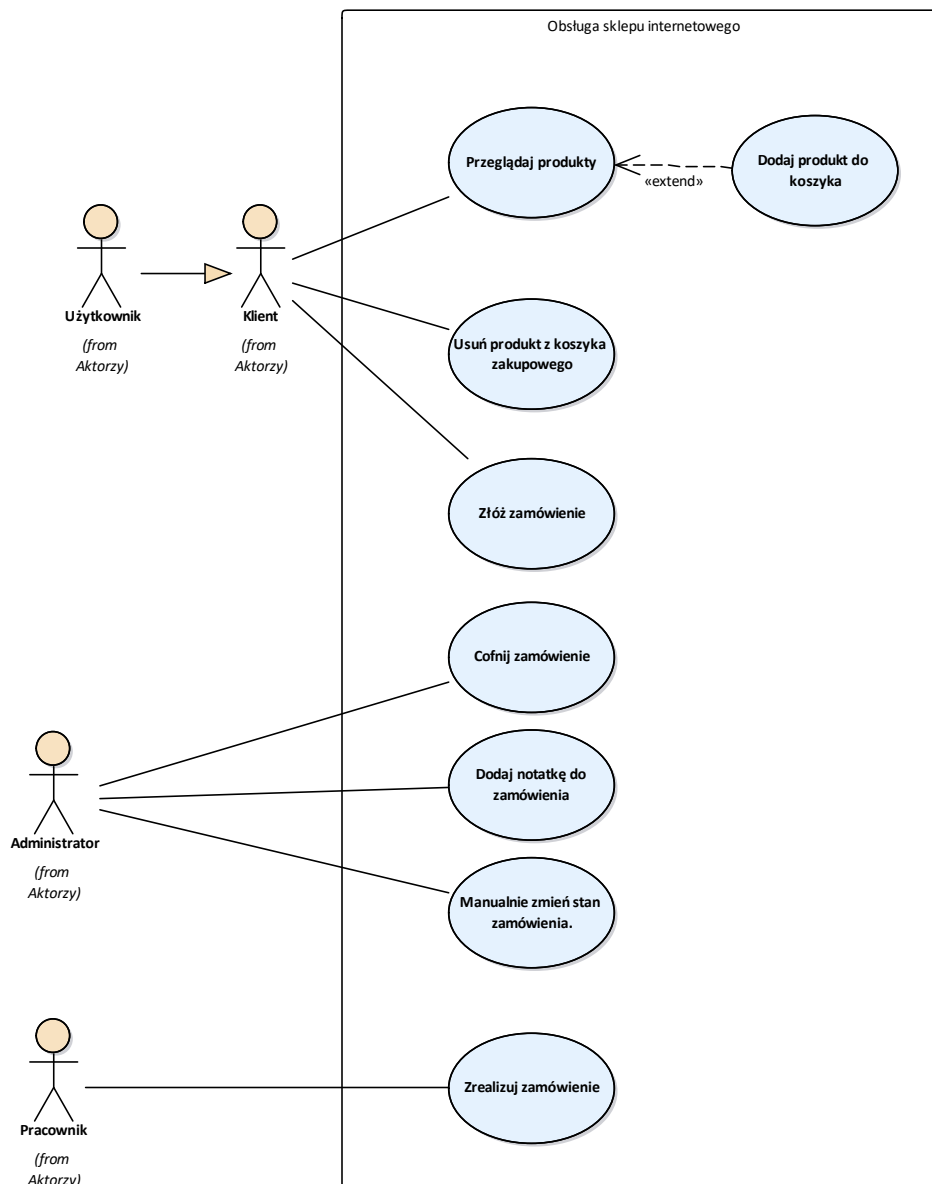 Obsługa sklepu internetowego
Przeglądaj produkty
«extend»
Dodaj produkt do
koszyka
Użytkownik
(from
Aktorzy)
Klient
(from
Aktorzy)
Usuń produkt z koszyka
zakupowego
Złóż zamówienie
Cofnij zamówienie
Administrator
(from
Aktorzy)
Dodaj notatkę do
zamówienia
Manualnie zmień stan
zamówienia.
Pracownik
(from
Aktorzy)
Zrealizuj zamówienie